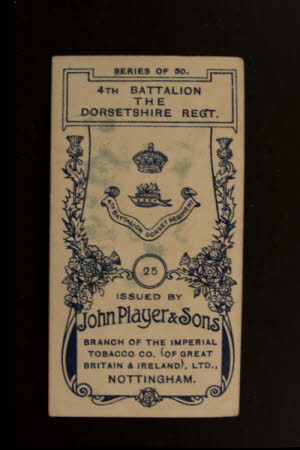 SERIES OF 50.
4TH BATTALION
THE
DORSETSHIRE REGT.
4TH BATTALION DORSET REGIMENT
25
ISSUED BY
John Player & Sons
BRANCH OF THE IMPERIAL
TOBACCO CO. (OF GREAT
BRITAIN & IRELAND), LTD.,
NOTTINGHAM.